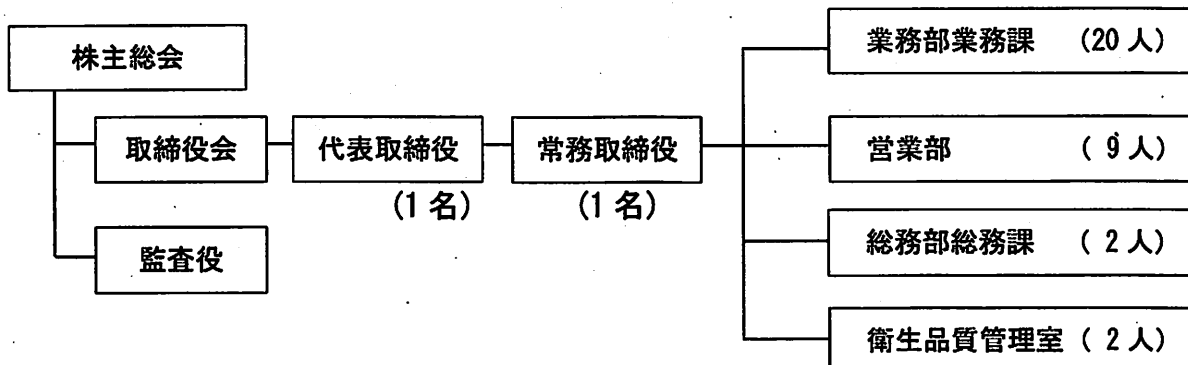 株主総会
取締役会
代表取締役
(1名)
常務取締役
(1名)
監査役
業務部業務課 (20人)
営業部 ( 9人)
総務部総務課 ( 2人)
衛生品質管理室 ( 2人)